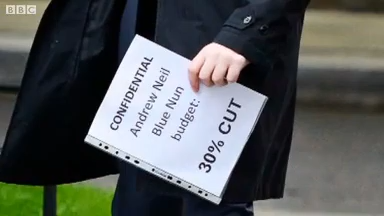 BBC
CONFIDENTIAL
Andrew Neil
Blue Nun
budget:
30% CUT